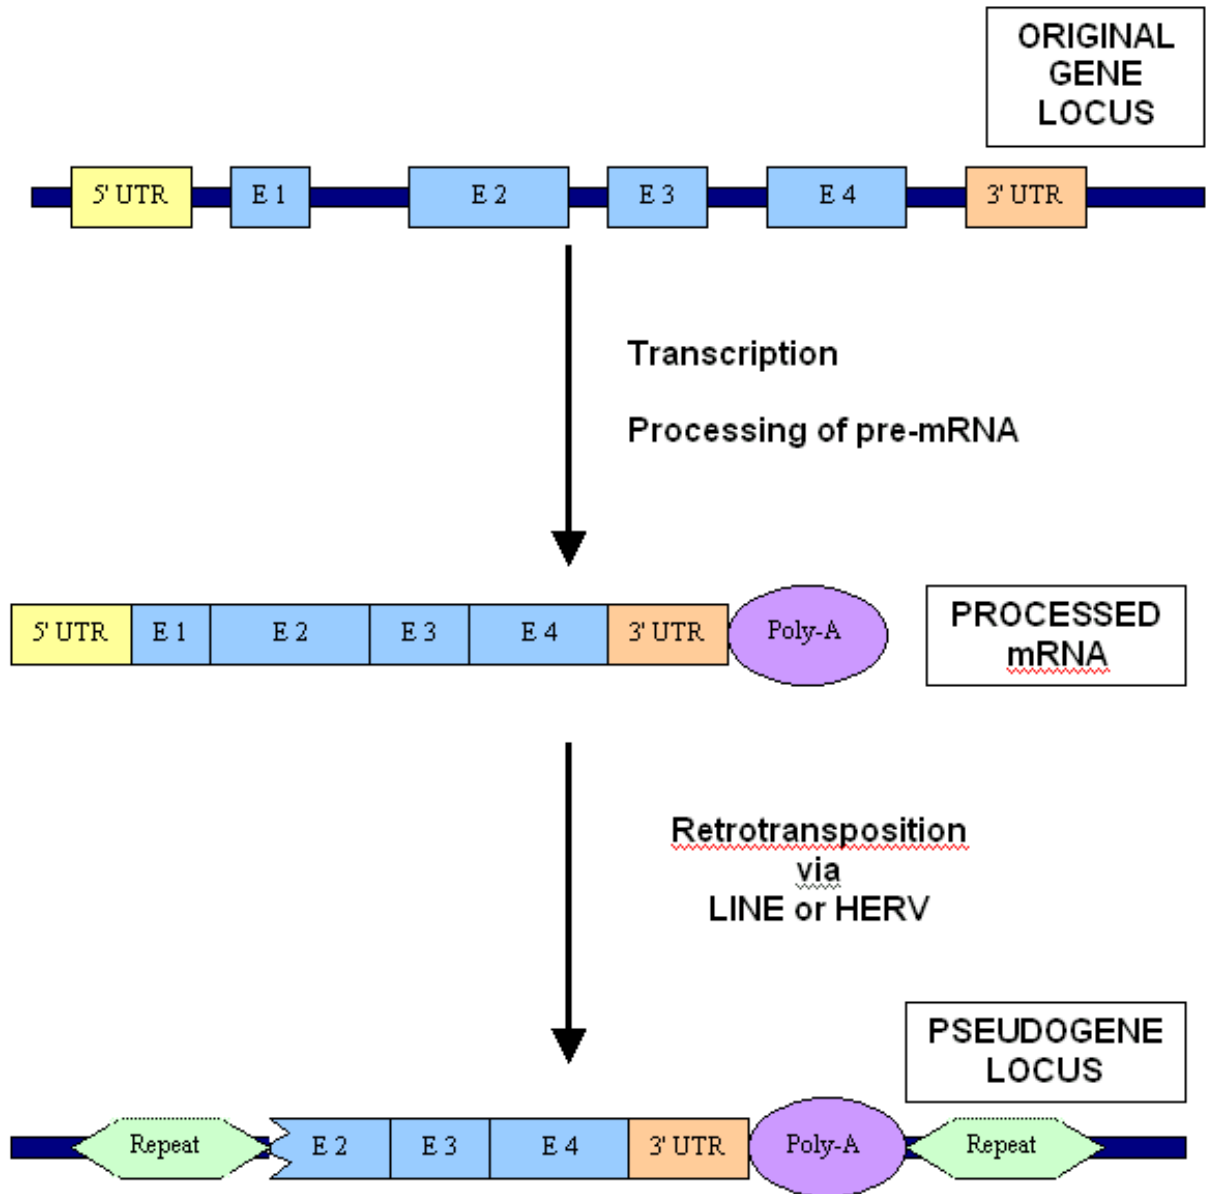 ORIGINAL
GENE
LOCUS
5' UTR E 1 E 2 E 3 E 4 3' UTR
Transcription
Processing of pre-mRNA
5' UTR E 1 E 2 E 3 E 4 3' UTR Poly-A
PROCESSED
mRNA
Retrotransposition
via
LINE or HERV
PSEUDOGENE
LOCUS
Repeat E 2 E 3 E 4 3' UTR Poly-A Repeat